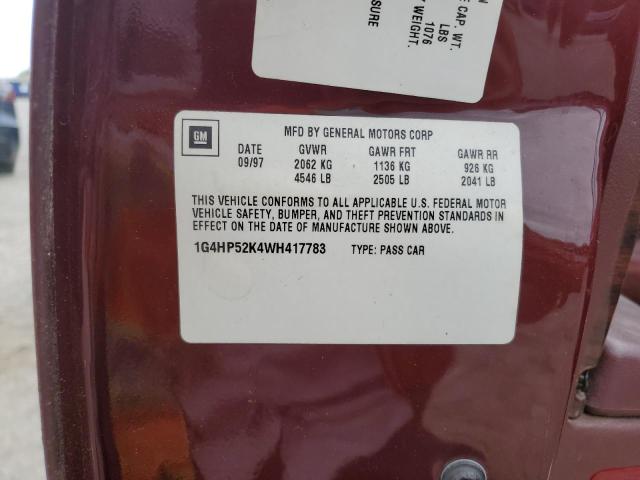 N
E CAP. WT.
LBS
1076
Y WEIGHT.
SSURE
GM
MFD BY GENERAL MOTORS CORP
DATE GVWR GAWR FRT GAWR RR
09/97 2062 KG 1136 KG 926 KG
4546 LB 2505 LB 2041 LB
THIS VEHICLE CONFORMS TO ALL APPLICABLE U.S. FEDERAL MOTOR
VEHICLE SAFETY, BUMPER, AND THEFT PREVENTION STANDARDS IN
EFFECT ON THE DATE OF MANUFACTURE SHOWN ABOVE.
1G4HP52K4WH417783 TYPE: PASS CAR